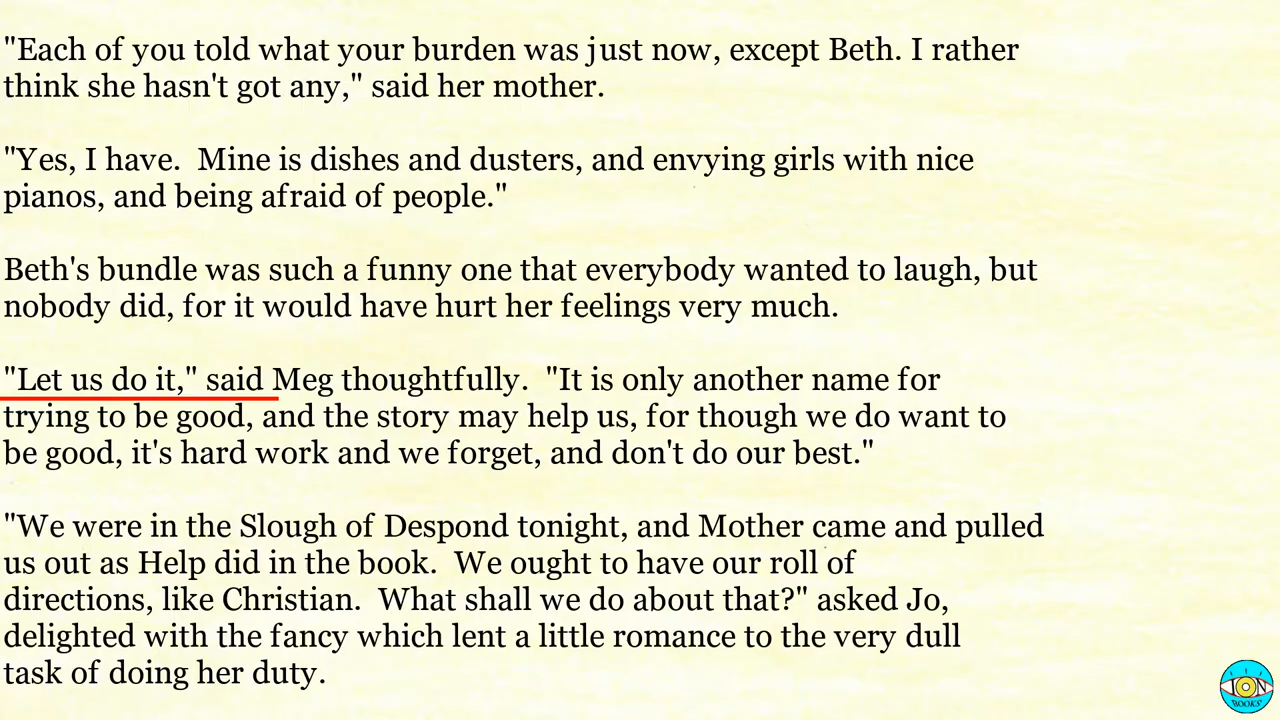 "Each of you told what your burden was just now, except Beth. I rather
think she hasn't got any," said her mother.
"Yes, I have.  Mine is dishes and dusters, and envying girls with nice
pianos, and being afraid of people."
Beth's bundle was such a funny one that everybody wanted to laugh, but
nobody did, for it would have hurt her feelings very much.
"Let us do it," said Meg thoughtfully.  "It is only another name for
trying to be good, and the story may help us, for though we do want to
be good, it's hard work and we forget, and don't do our best."
"We were in the Slough of Despond tonight, and Mother came and pulled
us out as Help did in the book.  We ought to have our roll of
directions, like Christian.  What shall we do about that?" asked Jo,
delighted with the fancy which lent a little romance to the very dull
task of doing her duty.
ION
BOOKS